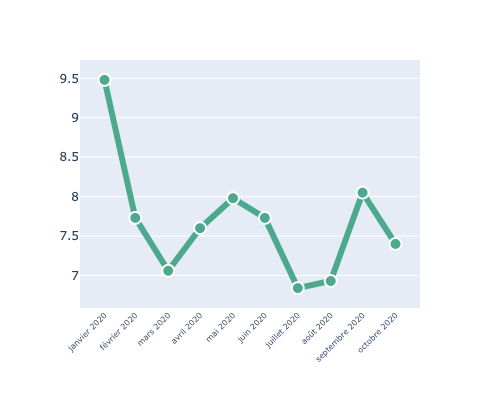 9.5
9
8.5
8
7.5
7
janvier 2020
février 2020
mars 2020
avril 2020
mai 2020
juin 2020
juillet 2020
août 2020
septembre 2020
octobre 2020